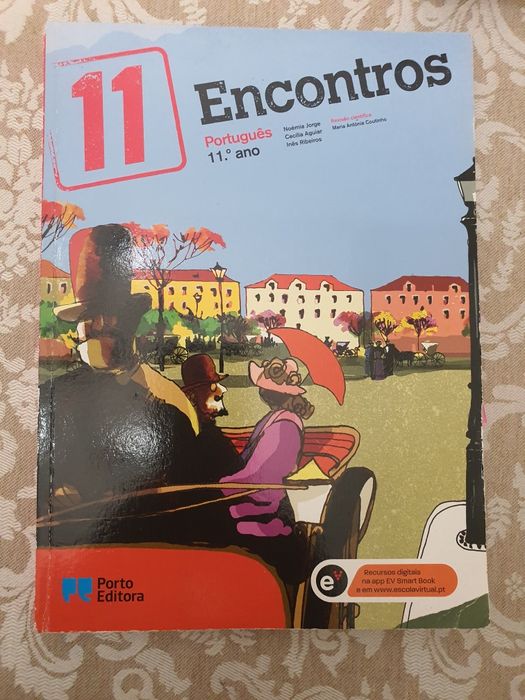 11
Encontros
Português
11.º ano
Noémia Jorge
Cecília Aguiar
Inês Ribeiros
Revisão científica
Maria Antónia Coutinho
Porto
Editora
e
Recursos digitais
na app EV Smart Book
e em www.escolavirtual.pt